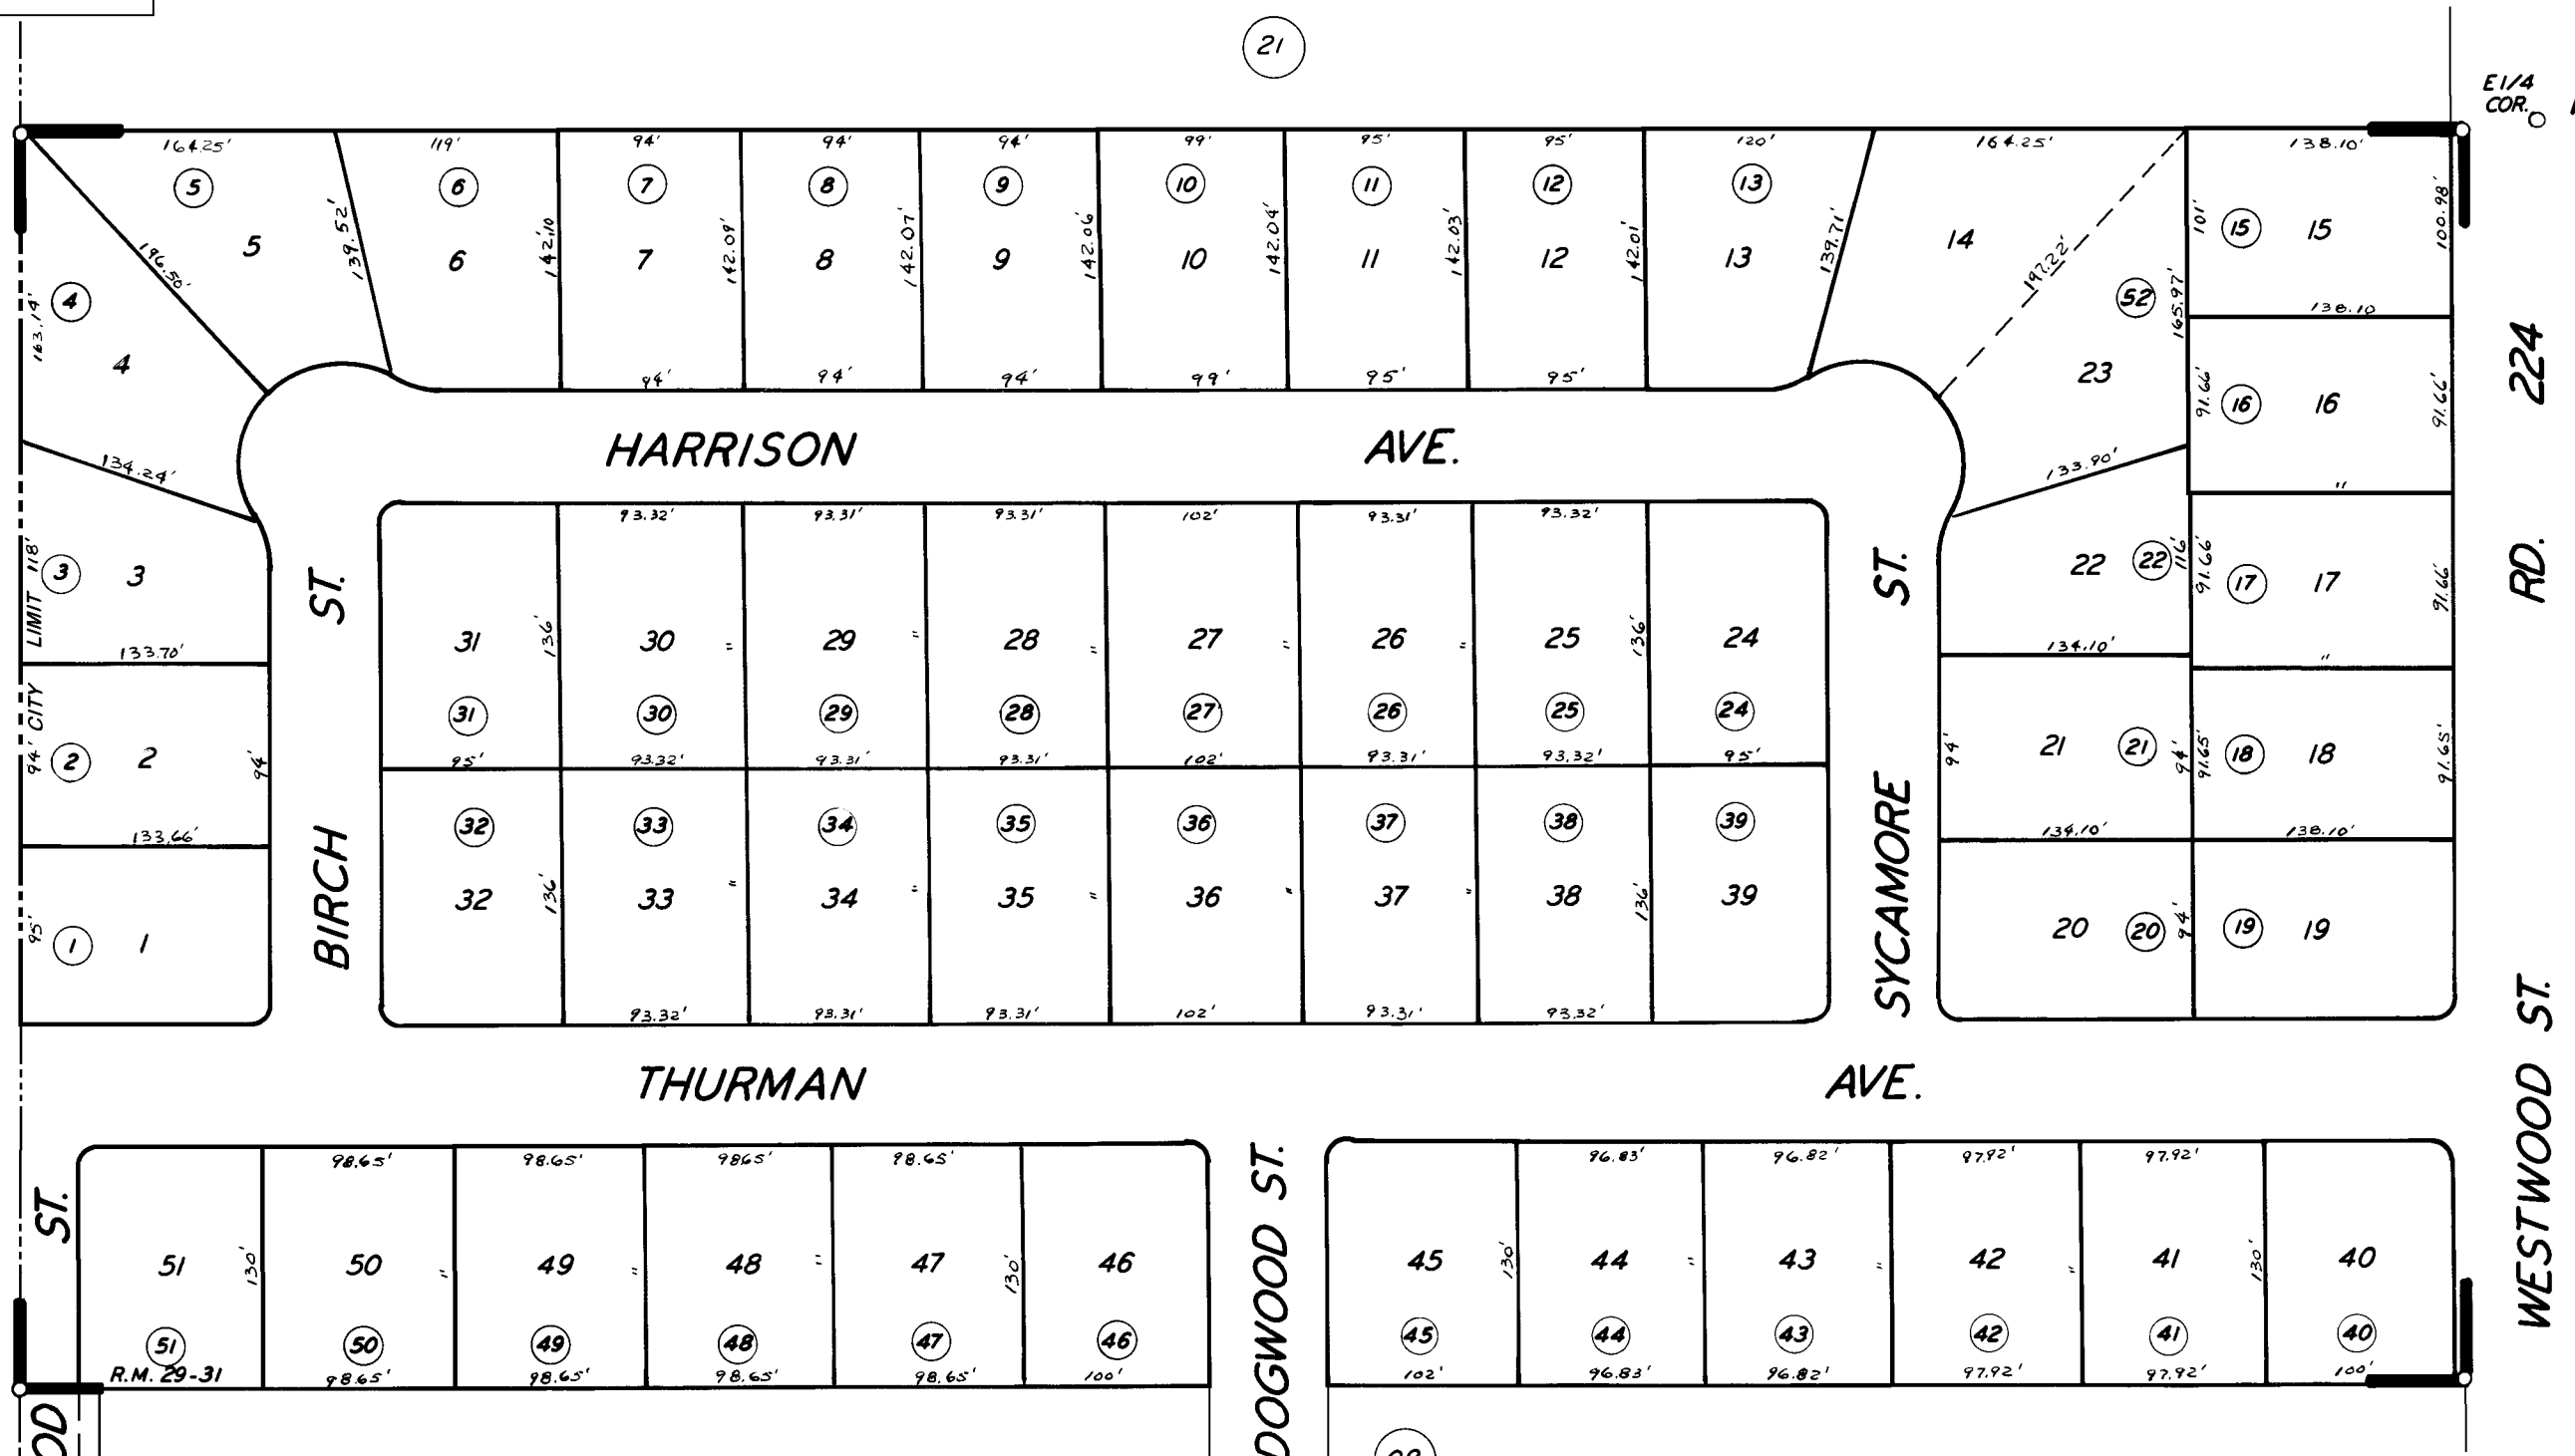 21
E1/4
COR.
164.25' 119' 94' 94' 94' 99' 95' 95' 120' 164.25' 138.10'
5 6 7 8 9 10 11 12 13
15 15
5 6 7 8 9 10 11 12 13 14
196.50' 139.52' 142.10 142.09' 142.07' 142.06' 142.04' 142.03' 142.01' 139.71' 197.22' 165.97' 101' 100.98'
4
163.14'
4
52
23
138.10
224
94' 94' 94' 99' 95' 95'
91.66' 16 16 91.66'
HARRISON AVE.
134.24'
133.90'
"
93.32' 93.31' 93.31' 102' 93.31' 93.32'
118'
3 3
ST.
ST.
22 22 116'
91.66' 17 17 91.66'
RD.
LIMIT
133.70'
31 136' 30 " 29 " 28 " 27 " 26 " 25 136' 24
134.10'
"
31 30 29 28 27 26 25 24
95' 93.32' 93.31' 93.31' 102' 93.31' 93.32' 95'
CITY
94' 2 2 94'
94' 21 21 94'
91.65' 18 18 91.65'
133.66'
134.10' 138.10'
32 33 34 35 36 37 38 39
BIRCH
SYCAMORE
32 136' 33 " 34 " 35 " 36 " 37 " 38 136' 39
95' 1 1
20 20 94' 19 19
93.32' 93.31' 93.31' 102' 93.31' 93.32'
THURMAN AVE.
WESTWOOD ST.
98.65' 98.65' 9865' 98.65'
96.83' 96.82' 97.92' 97.92'
ST.
DOGWOOD ST.
51 130' 50 " 49 " 48 " 47 130' 46
45 130' 44 " 43 " 42 " 41 130' 40
51 50 49 48 47 46
45 44 43 42 41 40
R.M. 29-31 98.65' 98.65' 98.65' 98.65' 100'
102' 96.83' 96.82' 97.92' 97.92' 100'
OD